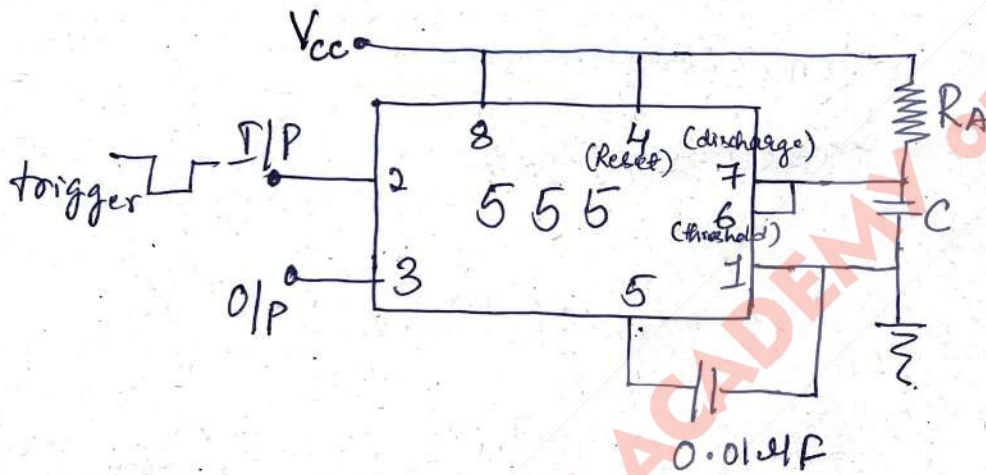 Vcc
RA
8
4
(Reset)
(discharge)
7
trigger
I/P
2
555
6
(threshold)
C
O/P
3
5
1
0.01μF
ACADEMY